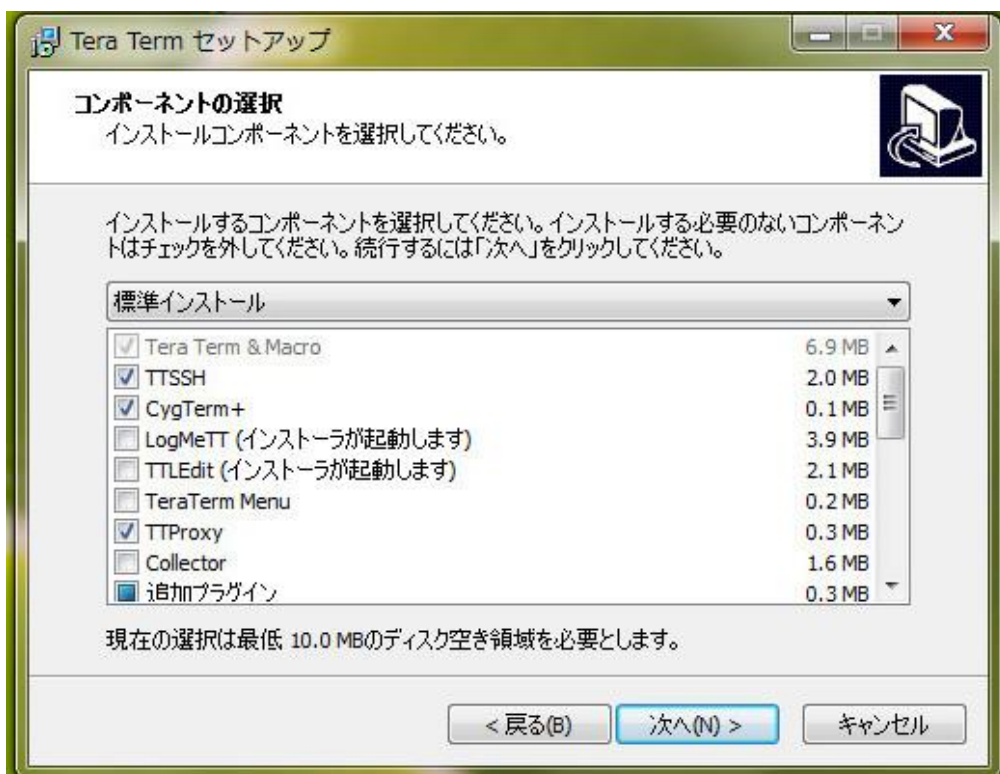 Tera Term セットアップ
コンポーネントの選択
インストールコンポーネントを選択してください。
インストールするコンポーネントを選択してください。インストールする必要のないコンポーネン
トはチェックを外してください。続行するには「次へ」をクリックしてください。
標準インストール
Tera Term & Macro 6.9 MB
TTSSH 2.0 MB
CygTerm+ 0.1 MB
LogMeTT (インストーラが起動します) 3.9 MB
TTLEdit (インストーラが起動します) 2.1 MB
TeraTerm Menu 0.2 MB
TTProxy 0.3 MB
Collector 1.6 MB
追加プラグイン 0.3 MB
現在の選択は最低 10.0 MBのディスク空き領域を必要とします。
< 戻る(B) 次へ(N) > キャンセル